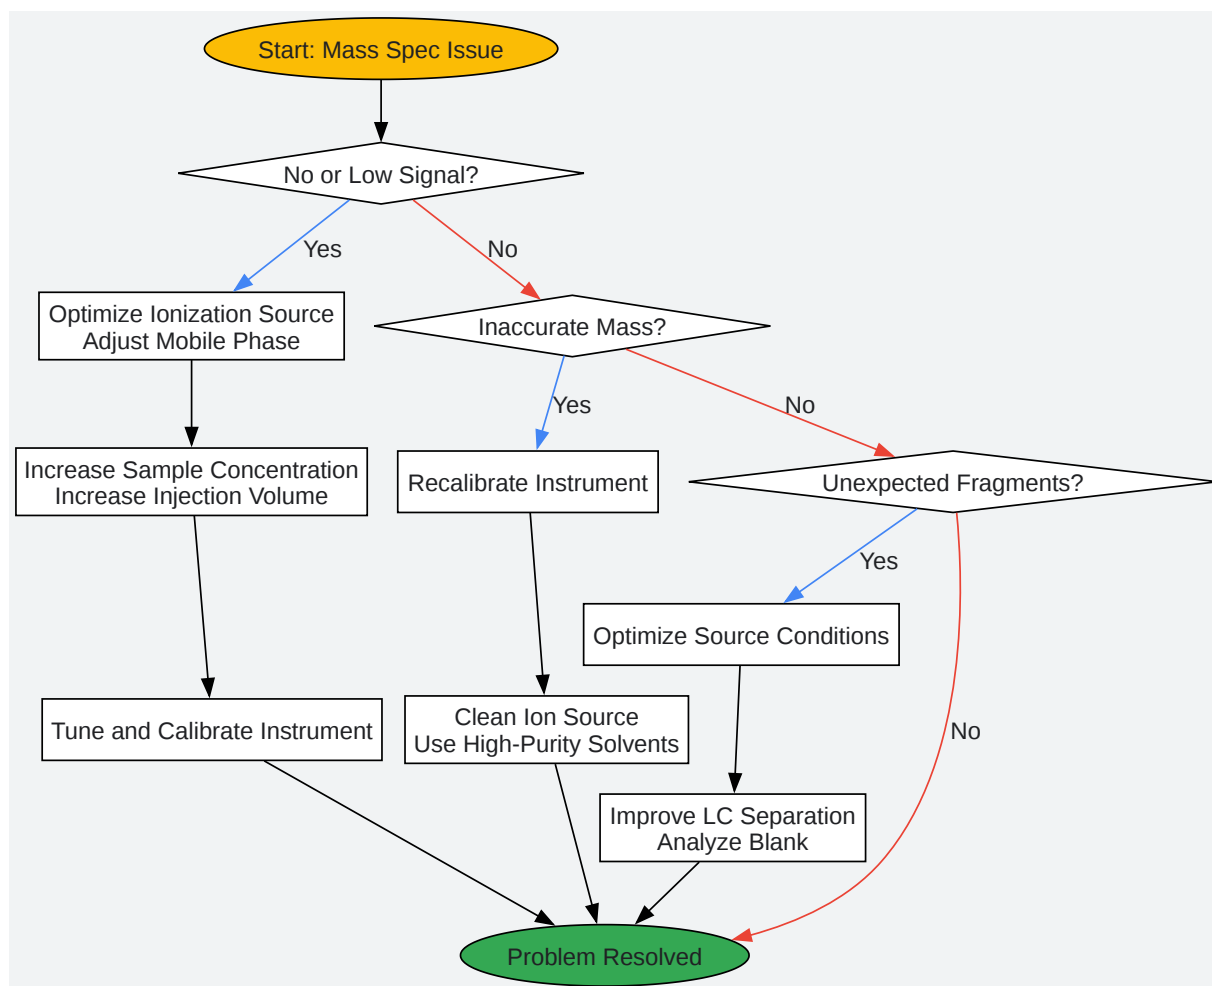 Start: Mass Spec Issue
No or Low Signal?
Yes
No
Optimize Ionization Source
Adjust Mobile Phase
Inaccurate Mass?
Yes
No
Increase Sample Concentration
Increase Injection Volume
Recalibrate Instrument
Unexpected Fragments?
Yes
Optimize Source Conditions
Tune and Calibrate Instrument
Clean Ion Source
Use High-Purity Solvents
No
Improve LC Separation
Analyze Blank
Problem Resolved